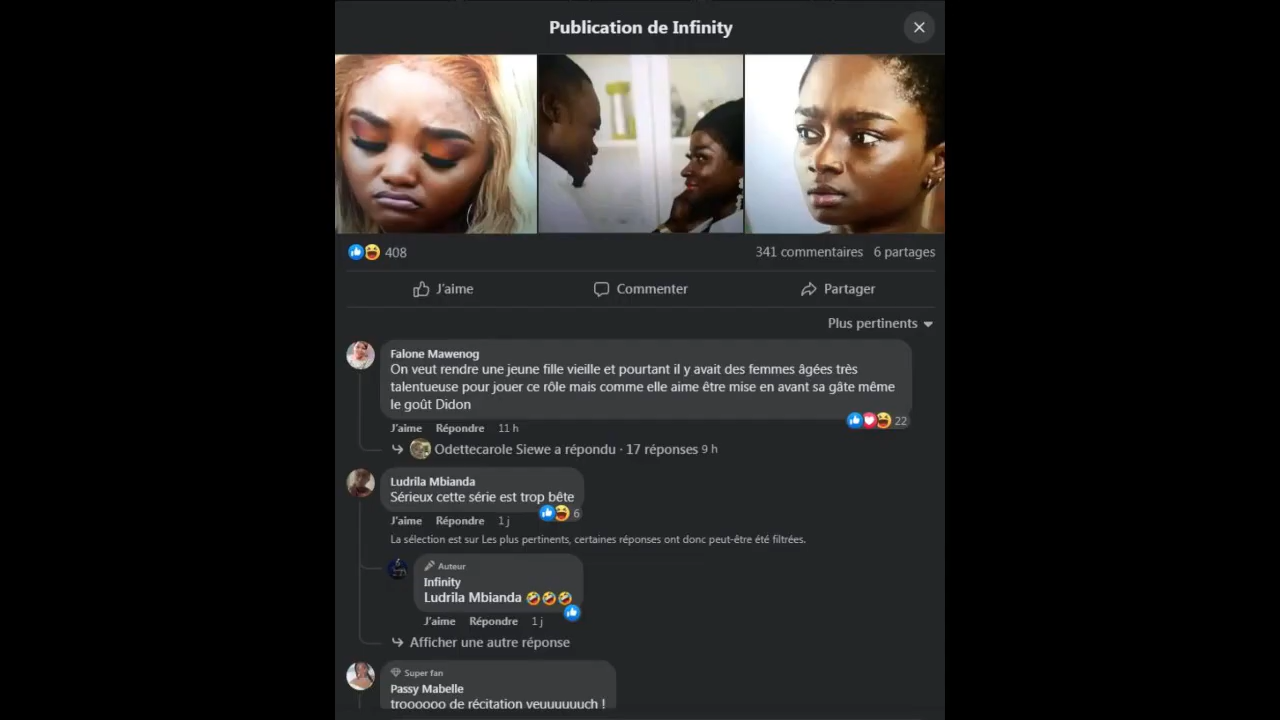 Publication de Infinity
408
341 commentaires 6 partages
J'aime Commenter Partager
Plus pertinents
Falone Mawenog
On veut rendre une jeune fille vieille et pourtant il y avait des femmes âgées très
talentueuse pour jouer ce rôle mais comme elle aime être mise en avant sa gâte même
le goût Didon
22
J'aime Répondre 11 h
Odettecarole Siewe a répondu · 17 réponses 9 h
Ludrila Mbianda
Sérieux cette série est trop bête
6
J'aime Répondre 1 j
La sélection est sur Les plus pertinents, certaines réponses ont donc peut-être été filtrées.
Auteur
Infinity
Ludrila Mbianda 🤣🤣🤣
J'aime Répondre 1 j
Afficher une autre réponse
Super fan
Passy Mabelle
troooooo de récitation veuuuuuuch !